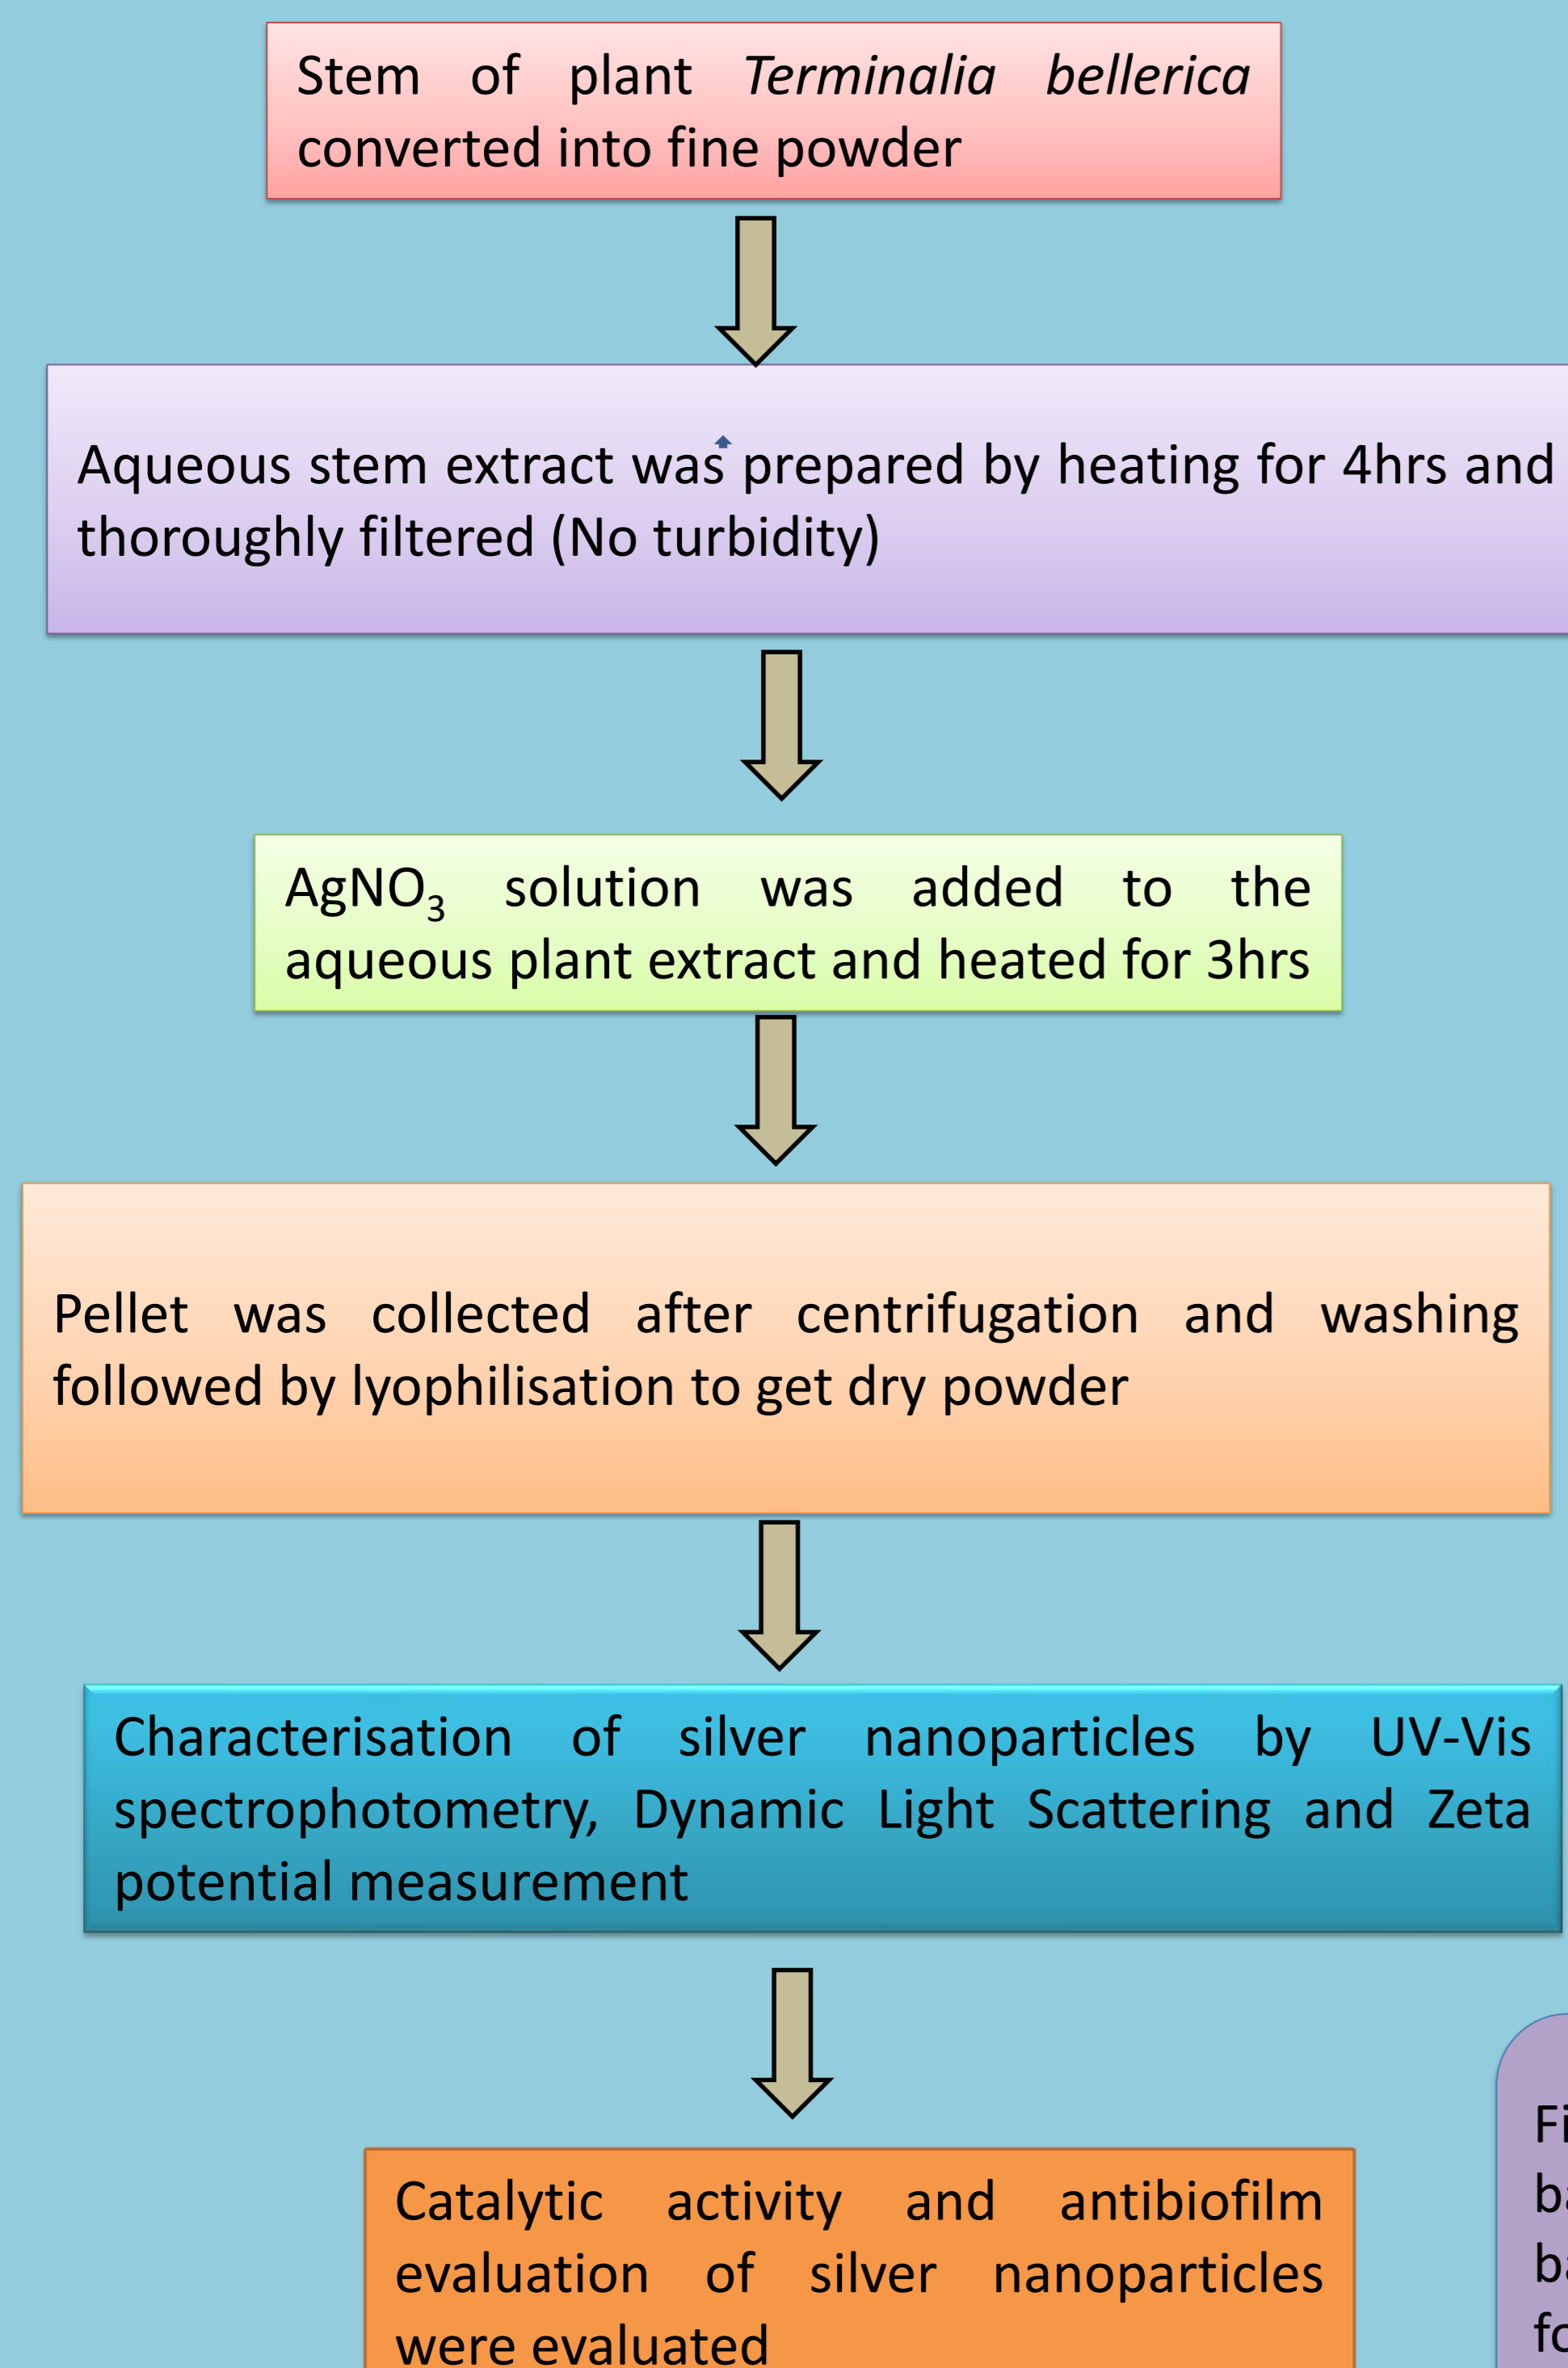 Stem of plant Terminalia bellerica
converted into fine powder
Aqueous stem extract was prepared by heating for 4hrs and
thoroughly filtered (No turbidity)
AgNO₃ solution was added to the
aqueous plant extract and heated for 3hrs
Pellet was collected after centrifugation and washing
followed by lyophilisation to get dry powder
Characterisation of silver nanoparticles by UV-Vis
spectrophotometry, Dynamic Light Scattering and Zeta
potential measurement
Catalytic activity and antibiofilm
evaluation of silver nanoparticles
were evaluated